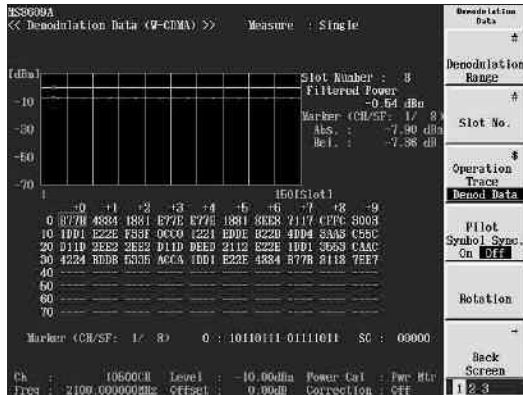 MS8609A
<< Demodulation Data (W-CDMA) >> Measure : Single
[dBm]
-10
-30
-50
-70
1
150[Slot]
Slot Number : 8
Filtered Power
-0.54 dBm
Marker (CH/SF: 1/ 8)
Abs. : -7.90 dBm
Rel. : -7.36 dB
+0 +1 +2 +3 +4 +5 +6 +7 +8 +9
0 877B 4884 1881 E77E E77E 1881 8EE8 7117 CFFC 3003
10 1DD1 E22E F33F 0CC0 1221 EDDE B22B 4DD4 5AA5 C55C
20 D11D 2EE2 2EE2 D11D DEED 2112 E22E 1DD1 3553 CAAC
30 4224 BDDB 5335 ACCA 1DD1 E22E 4884 B77B 8118 7EE7
40 ---- ---- ---- ---- ---- ---- ---- ---- ---- ----
50 ---- ---- ---- ---- ---- ---- ---- ---- ---- ----
60 ---- ---- ---- ---- ---- ---- ---- ---- ---- ----
70 ---- ---- ---- ---- ---- ---- ---- ---- ---- ----
Marker (CH/SF: 1/ 8) 0 : 10110111 01111011 SC : 00000
Ch : 10500CH Level : -10.00dBm Power Cal : Pwr Mtr
Freq : 2100.000000MHz Offset : 0.00dB Correction : Off
Demodulation
Data
#
Demodulation
Range
#
Slot No.
$
Operation
Trace
Demod Data
Pilot
Symbol Sync.
On Off
Rotation
→
Back
Screen
1 2 3